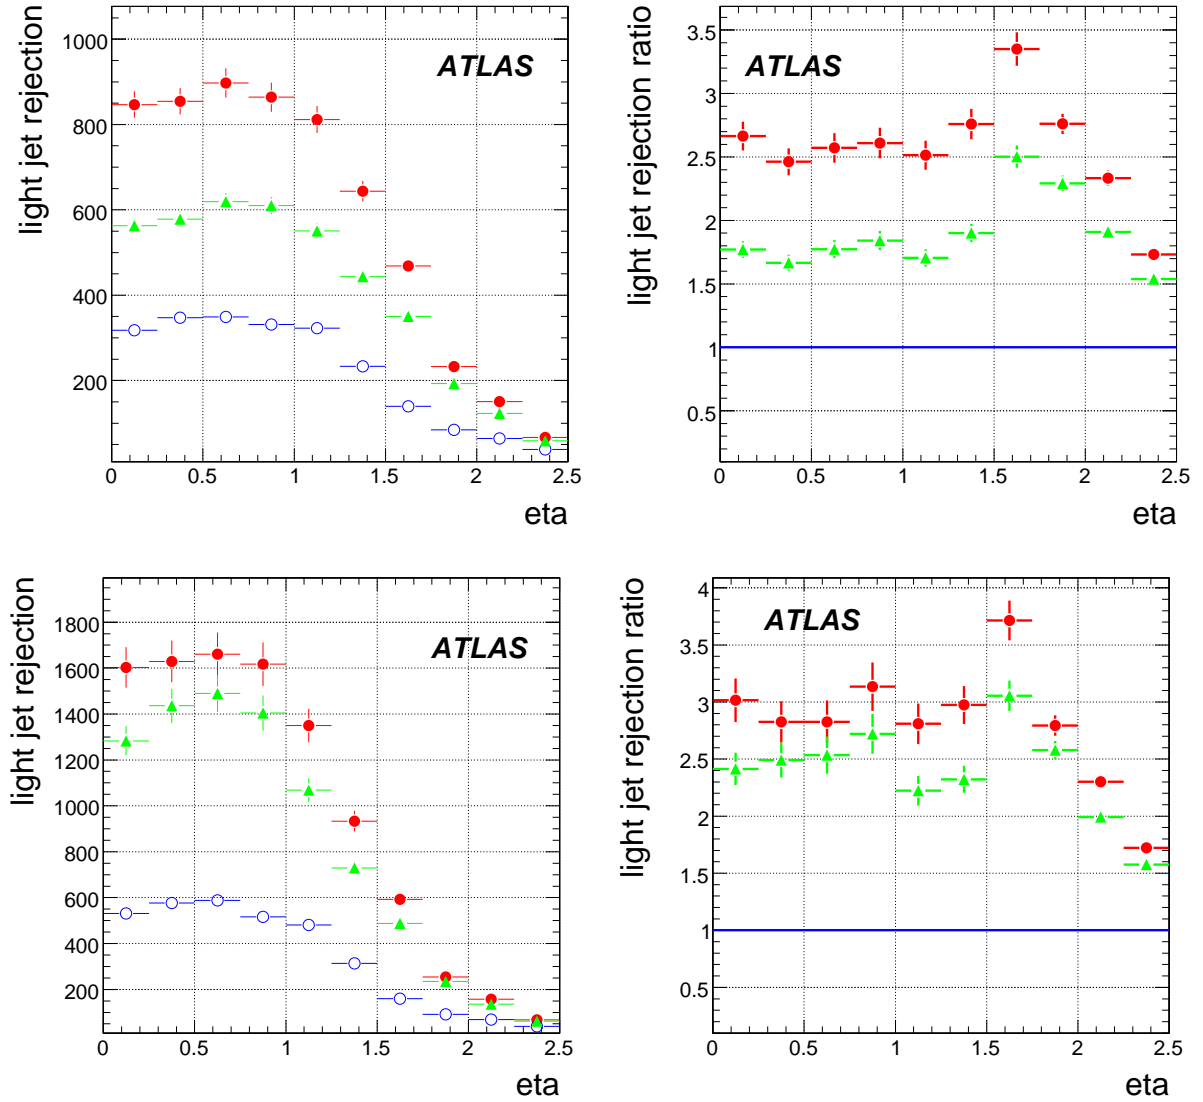 light jet rejection
1000
800
600
400
200
ATLAS
0 0.5 1 1.5 2 2.5
eta
light jet rejection ratio
3.5
3
2.5
2
1.5
1
0.5
ATLAS
0 0.5 1 1.5 2 2.5
eta
light jet rejection
1800
1600
1400
1200
1000
800
600
400
200
ATLAS
0 0.5 1 1.5 2 2.5
eta
light jet rejection ratio
4
3.5
3
2.5
2
1.5
1
0.5
ATLAS
0 0.5 1 1.5 2 2.5
eta